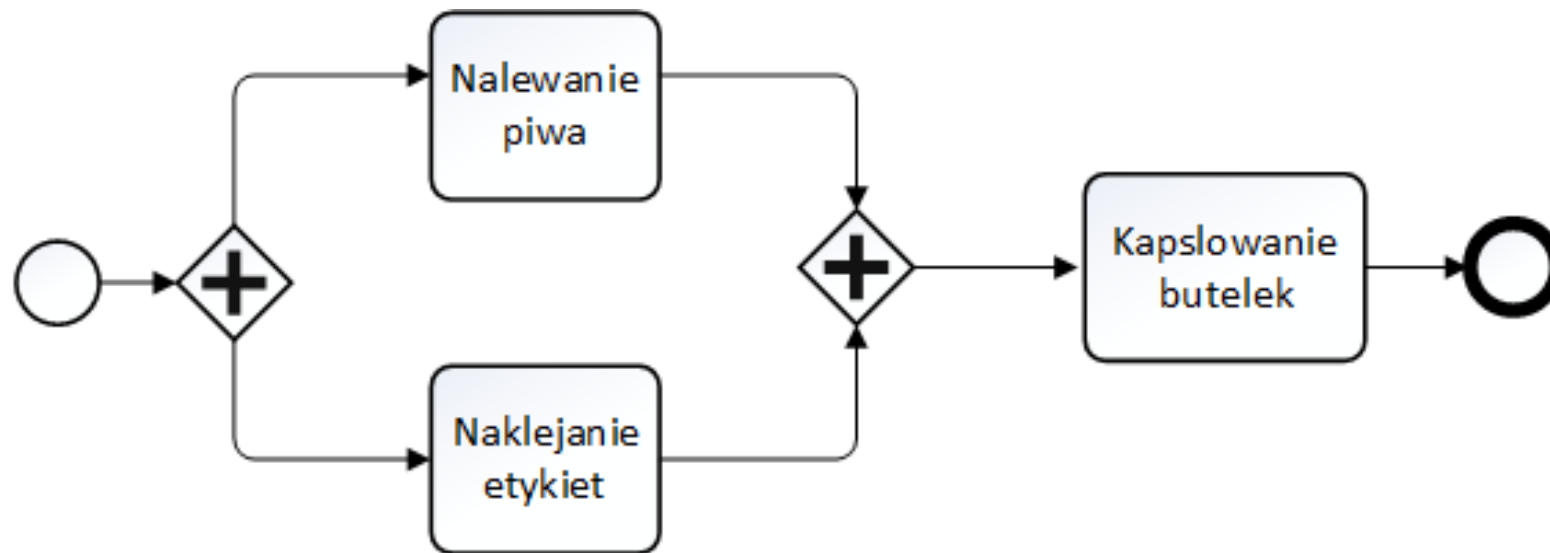 Nalewanie
piwa
Kapslowanie
butelek
Naklejanie
etykiet